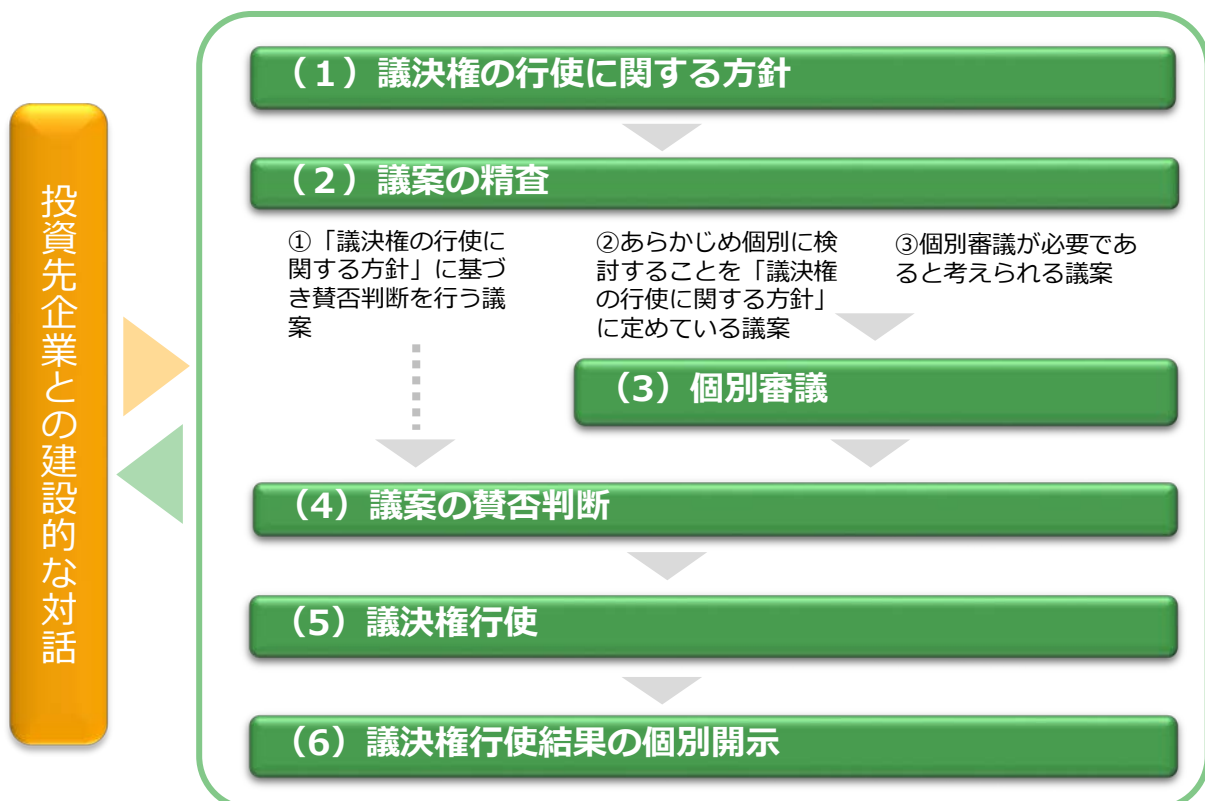 投資先企業との建設的な対話
（1）議決権の行使に関する方針
（2）議案の精査
①「議決権の行使に
関する方針」に基づ
き賛否判断を行う議
案
②あらかじめ個別に検
討することを「議決権
の行使に関する方針」
に定めている議案
③個別審議が必要であ
ると考えられる議案
（3）個別審議
（4）議案の賛否判断
（5）議決権行使
（6）議決権行使結果の個別開示